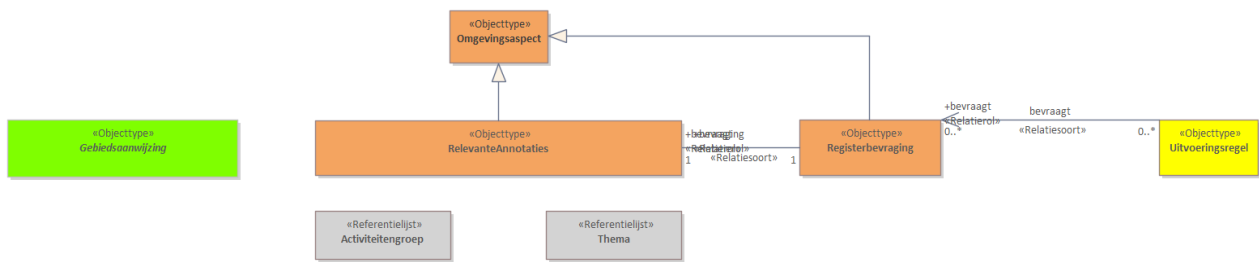 «Objecttype»
Omgevingsaspect
«Objecttype»
Gebiedsaanwijzing
«Objecttype»
RelevanteAnnotaties
«Relatiesoort»
1
1
«Objecttype»
Registerbevraging
+bevraagt
«Relatierol»
0..*
bevraagt
«Relatiesoort»
0..*
«Objecttype»
Uitvoeringsregel
«Referentielijst»
Activiteitengroep
«Referentielijst»
Thema